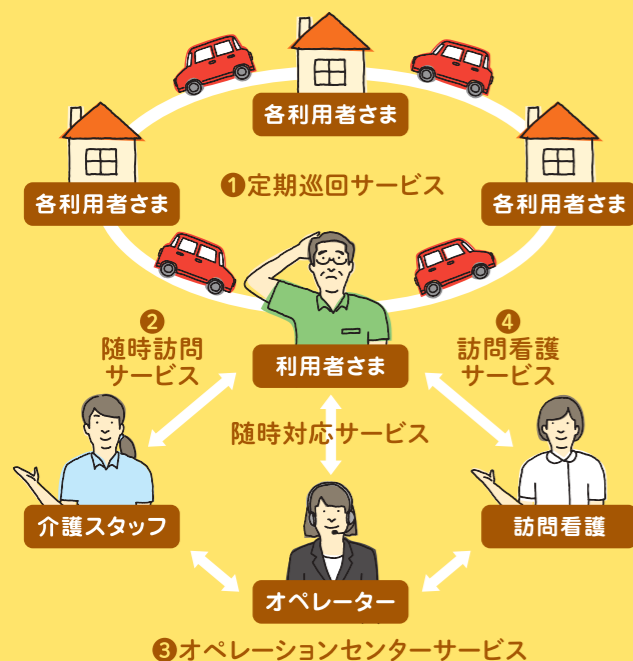 各利用者さま
各利用者さま
❶定期巡回サービス
各利用者さま
❷
随時訪問
サービス
❹
訪問看護
サービス
利用者さま
随時対応サービス
介護スタッフ
訪問看護
オペレーター
❸オペレーションセンターサービス